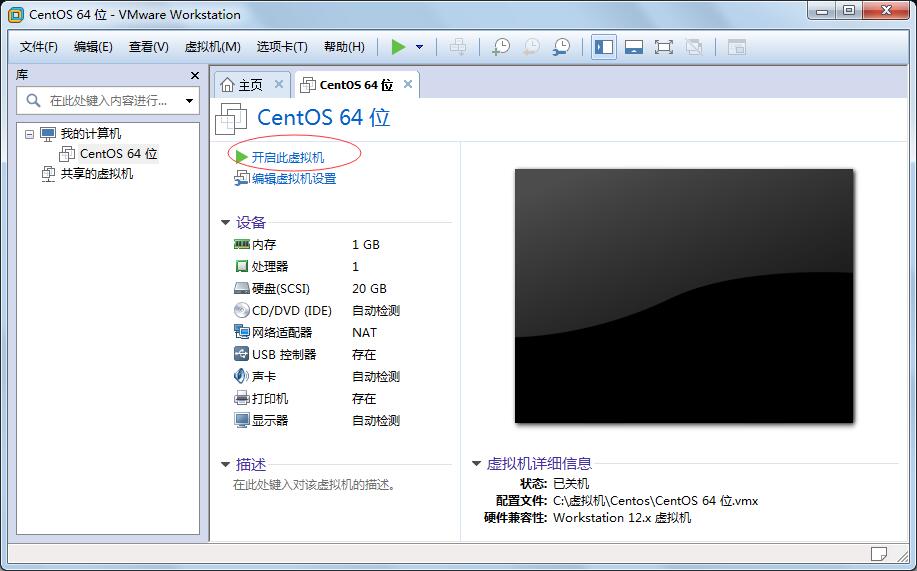 CentOS 64 位 - VMware Workstation
文件(F) 编辑(E) 查看(V) 虚拟机(M) 选项卡(T) 帮助(H)
库
在此处键入内容进行...
我的计算机
CentOS 64 位
共享的虚拟机
主页 CentOS 64 位
CentOS 64 位
开启此虚拟机
编辑虚拟机设置
设备
内存 1 GB
处理器 1
硬盘(SCSI) 20 GB
CD/DVD (IDE) 自动检测
网络适配器 NAT
USB 控制器 存在
声卡 自动检测
打印机 存在
显示器 自动检测
描述
在此处键入对该虚拟机的描述。
虚拟机详细信息
状态: 已关机
配置文件: C:\虚拟机\Centos\CentOS 64 位.vmx
硬件兼容性: Workstation 12.x 虚拟机